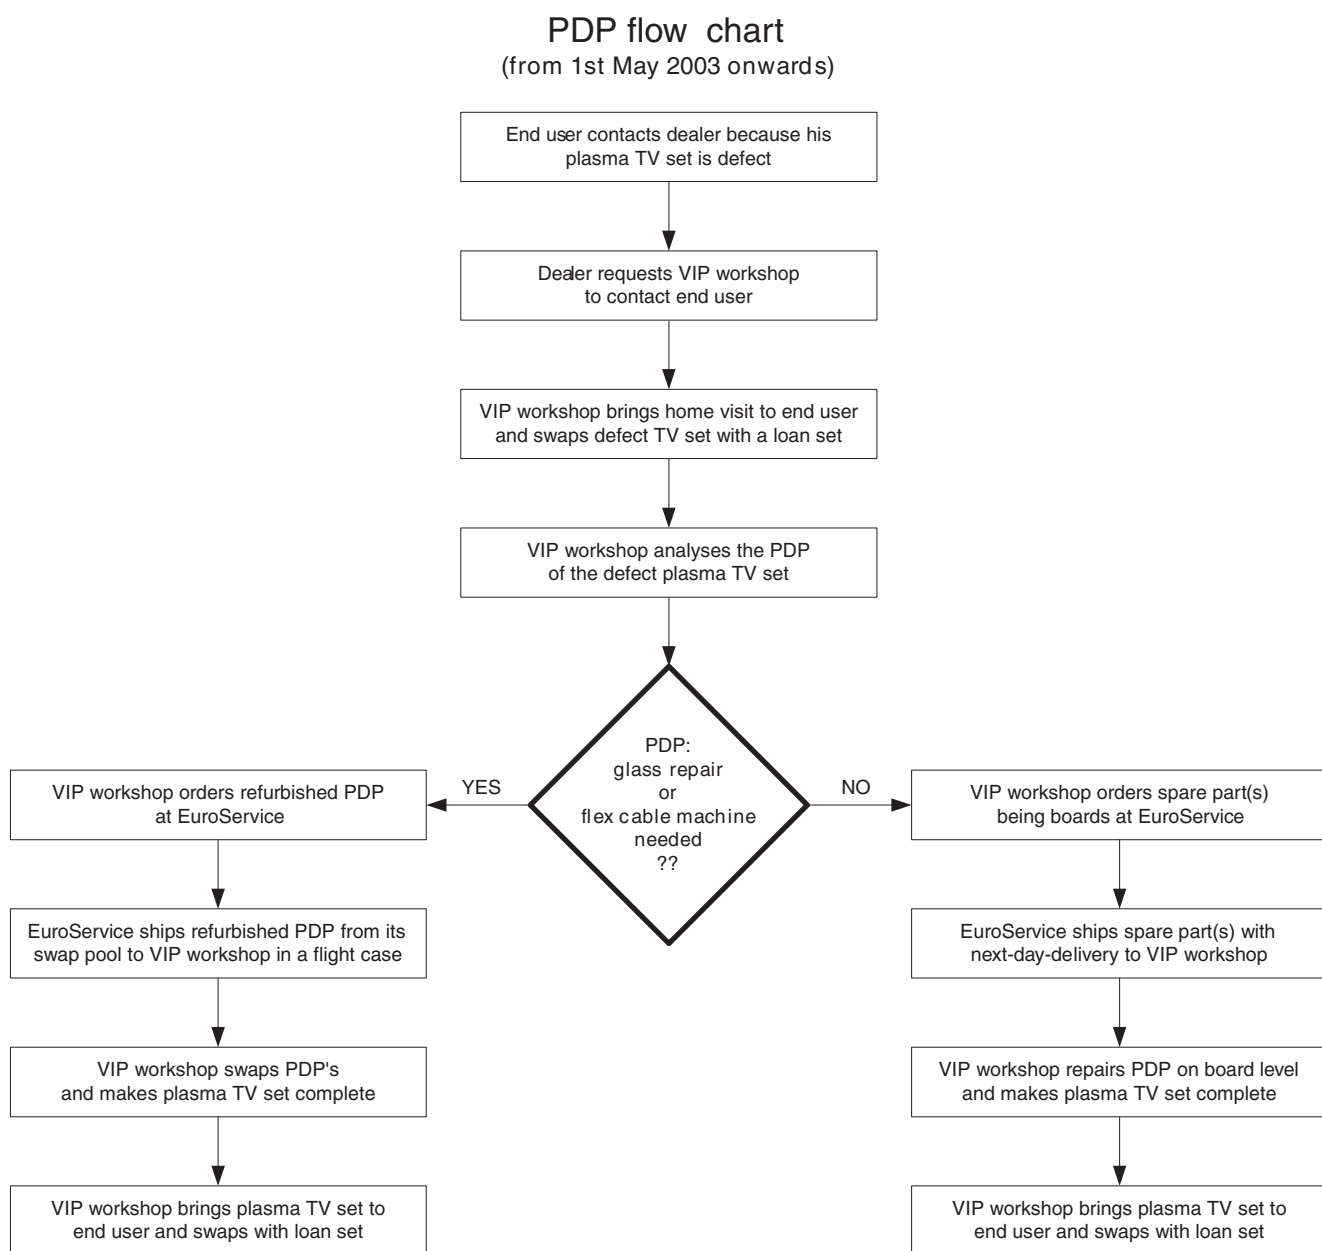 PDP flow chart
(from 1st May 2003 onwards)
End user contacts dealer because his
plasma TV set is defect
Dealer requests VIP workshop
to contact end user
VIP workshop brings home visit to end user
and swaps defect TV set with a loan set
VIP workshop analyses the PDP
of the defect plasma TV set
PDP:
glass repair
or
flex cable machine
needed
??
YES
NO
VIP workshop orders refurbished PDP
at EuroService
EuroService ships refurbished PDP from its
swap pool to VIP workshop in a flight case
VIP workshop swaps PDP's
and makes plasma TV set complete
VIP workshop brings plasma TV set to
end user and swaps with loan set
VIP workshop orders spare part(s)
being boards at EuroService
EuroService ships spare part(s) with
next-day-delivery to VIP workshop
VIP workshop repairs PDP on board level
and makes plasma TV set complete
VIP workshop brings plasma TV set to
end user and swaps with loan set